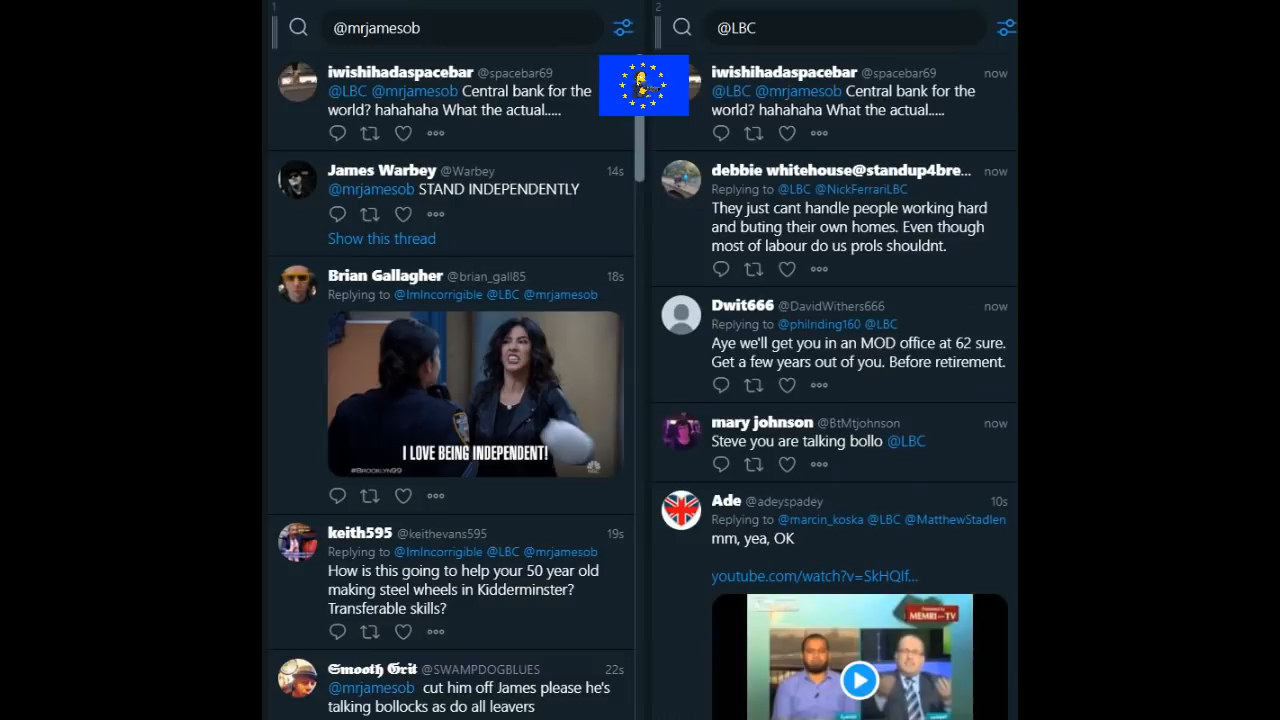 1
@mrjamesob
iwishihadaspacebar @spacebar69
@LBC @mrjamesob Central bank for the
world? hahahaha What the actual.....
James Warbey @Warbey 14s
@mrjamesob STAND INDEPENDENTLY
Show this thread
Brian Gallagher @brian_gall85 18s
Replying to @ImIncorrigible @LBC @mrjamesob
I LOVE BEING INDEPENDENT!
#BROOKLYN99
keith595 @keithevans595 19s
Replying to @ImIncorrigible @LBC @mrjamesob
How is this going to help your 50 year old
making steel wheels in Kidderminster?
Transferable skills?
Smooth Grit @SWAMPDOGBLUES 22s
@mrjamesob cut him off James please he's
talking bollocks as do all leavers
2
@LBC
iwishihadaspacebar @spacebar69 now
@LBC @mrjamesob Central bank for the
world? hahahaha What the actual.....
debbie whitehouse@standup4bre... now
Replying to @LBC @NickFerrariLBC
They just cant handle people working hard
and buting their own homes. Even though
most of labour do us prols shouldnt.
Dwit666 @DavidWithers666 now
Replying to @philriding160 @LBC
Aye we'll get you in an MOD office at 62 sure.
Get a few years out of you. Before retirement.
mary johnson @BtMtjohnson now
Steve you are talking bollo @LBC
Ade @adeyspadey 10s
Replying to @marcin_koska @LBC @MatthewStadlen
mm, yea, OK
youtube.com/watch?v=SkHQIf...
MEMRI TV